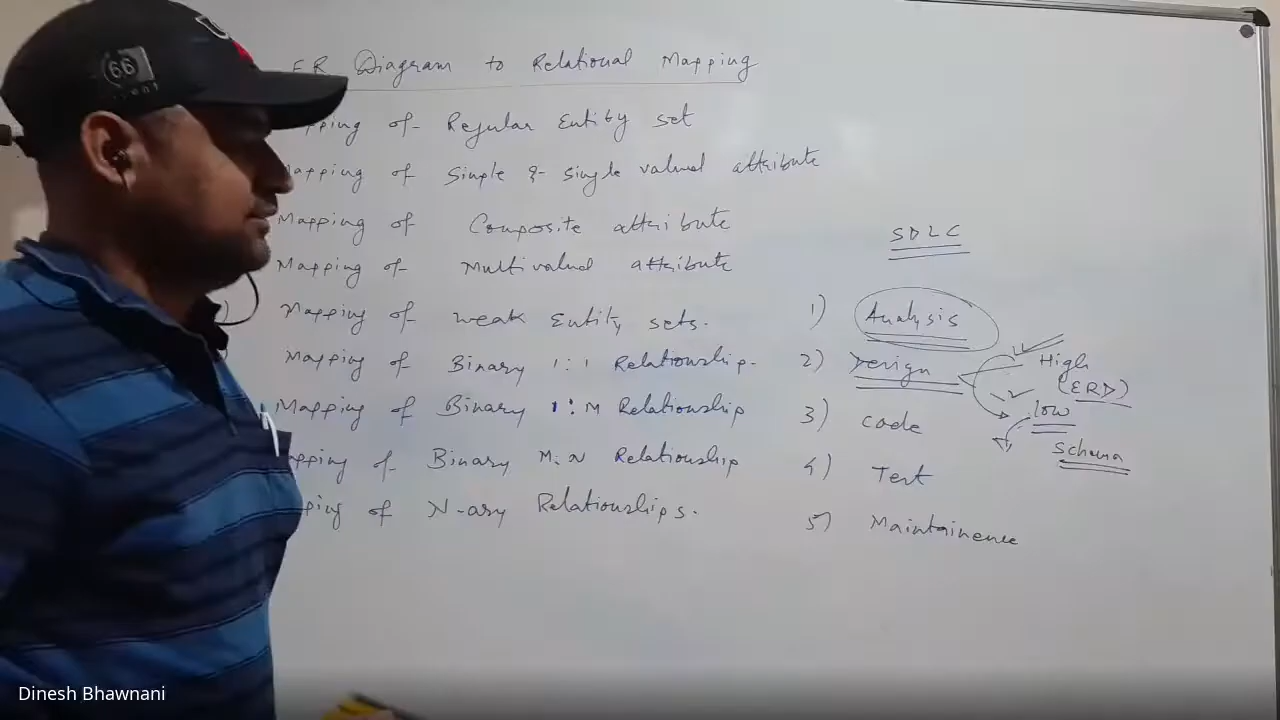 ER Diagram to Relational Mapping
Mapping of Regular Entity set
Mapping of Simple & single valued attribute
Mapping of Composite attribute
Mapping of Multivalued attribute
Mapping of weak Entity sets.
Mapping of Binary 1:1 Relationship.
Mapping of Binary 1:M Relationship
pping of Binary M:N Relationship
ping of N-ary Relationships.
SDLC
1) Analysis
2) Design
High
(ERD)
low
Schema
3) Code
4) Test
5) Maintainence
66
Dinesh Bhawnani